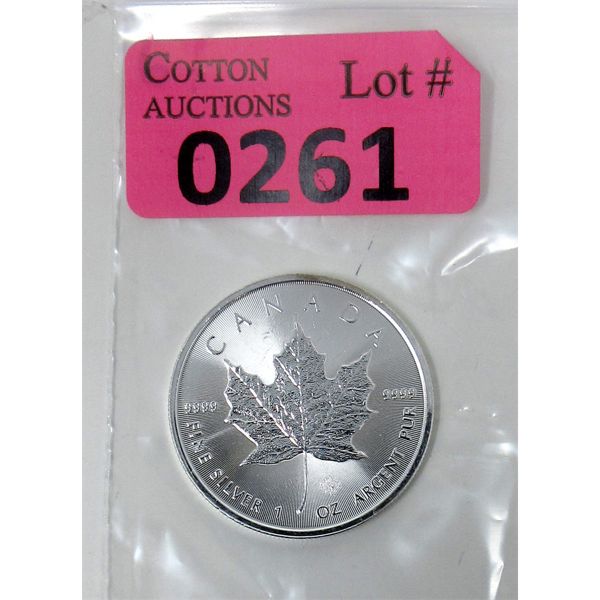 COTTON
AUCTIONS
Lot #
0261
CANADA
9999 9999
FINE SILVER 1 OZ ARGENT PUR